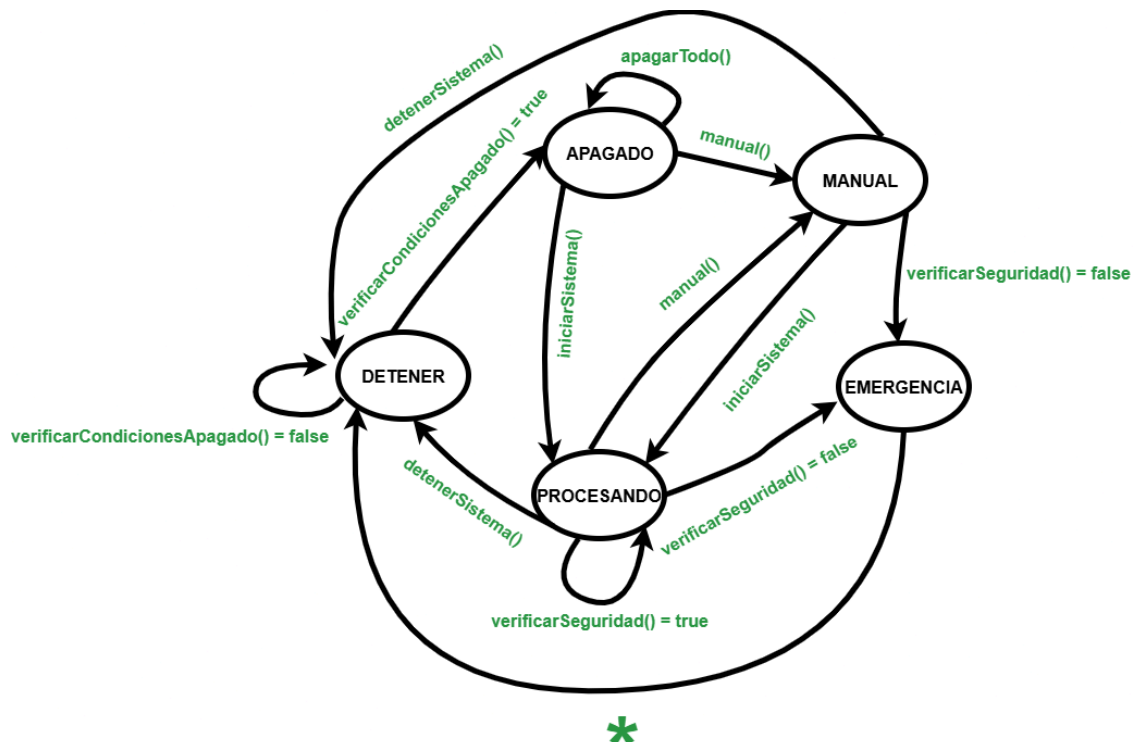 detenerSistema()
apagarTodo()
verificarCondicionesApagado() = true
APAGADO
manual()
MANUAL
iniciarSistema()
manual()
verificarSeguridad() = false
iniciarSistema()
DETENER
EMERGENCIA
verificarCondicionesApagado() = false
detenerSistema()
PROCESANDO
verificarSeguridad() = false
verificarSeguridad() = true
*